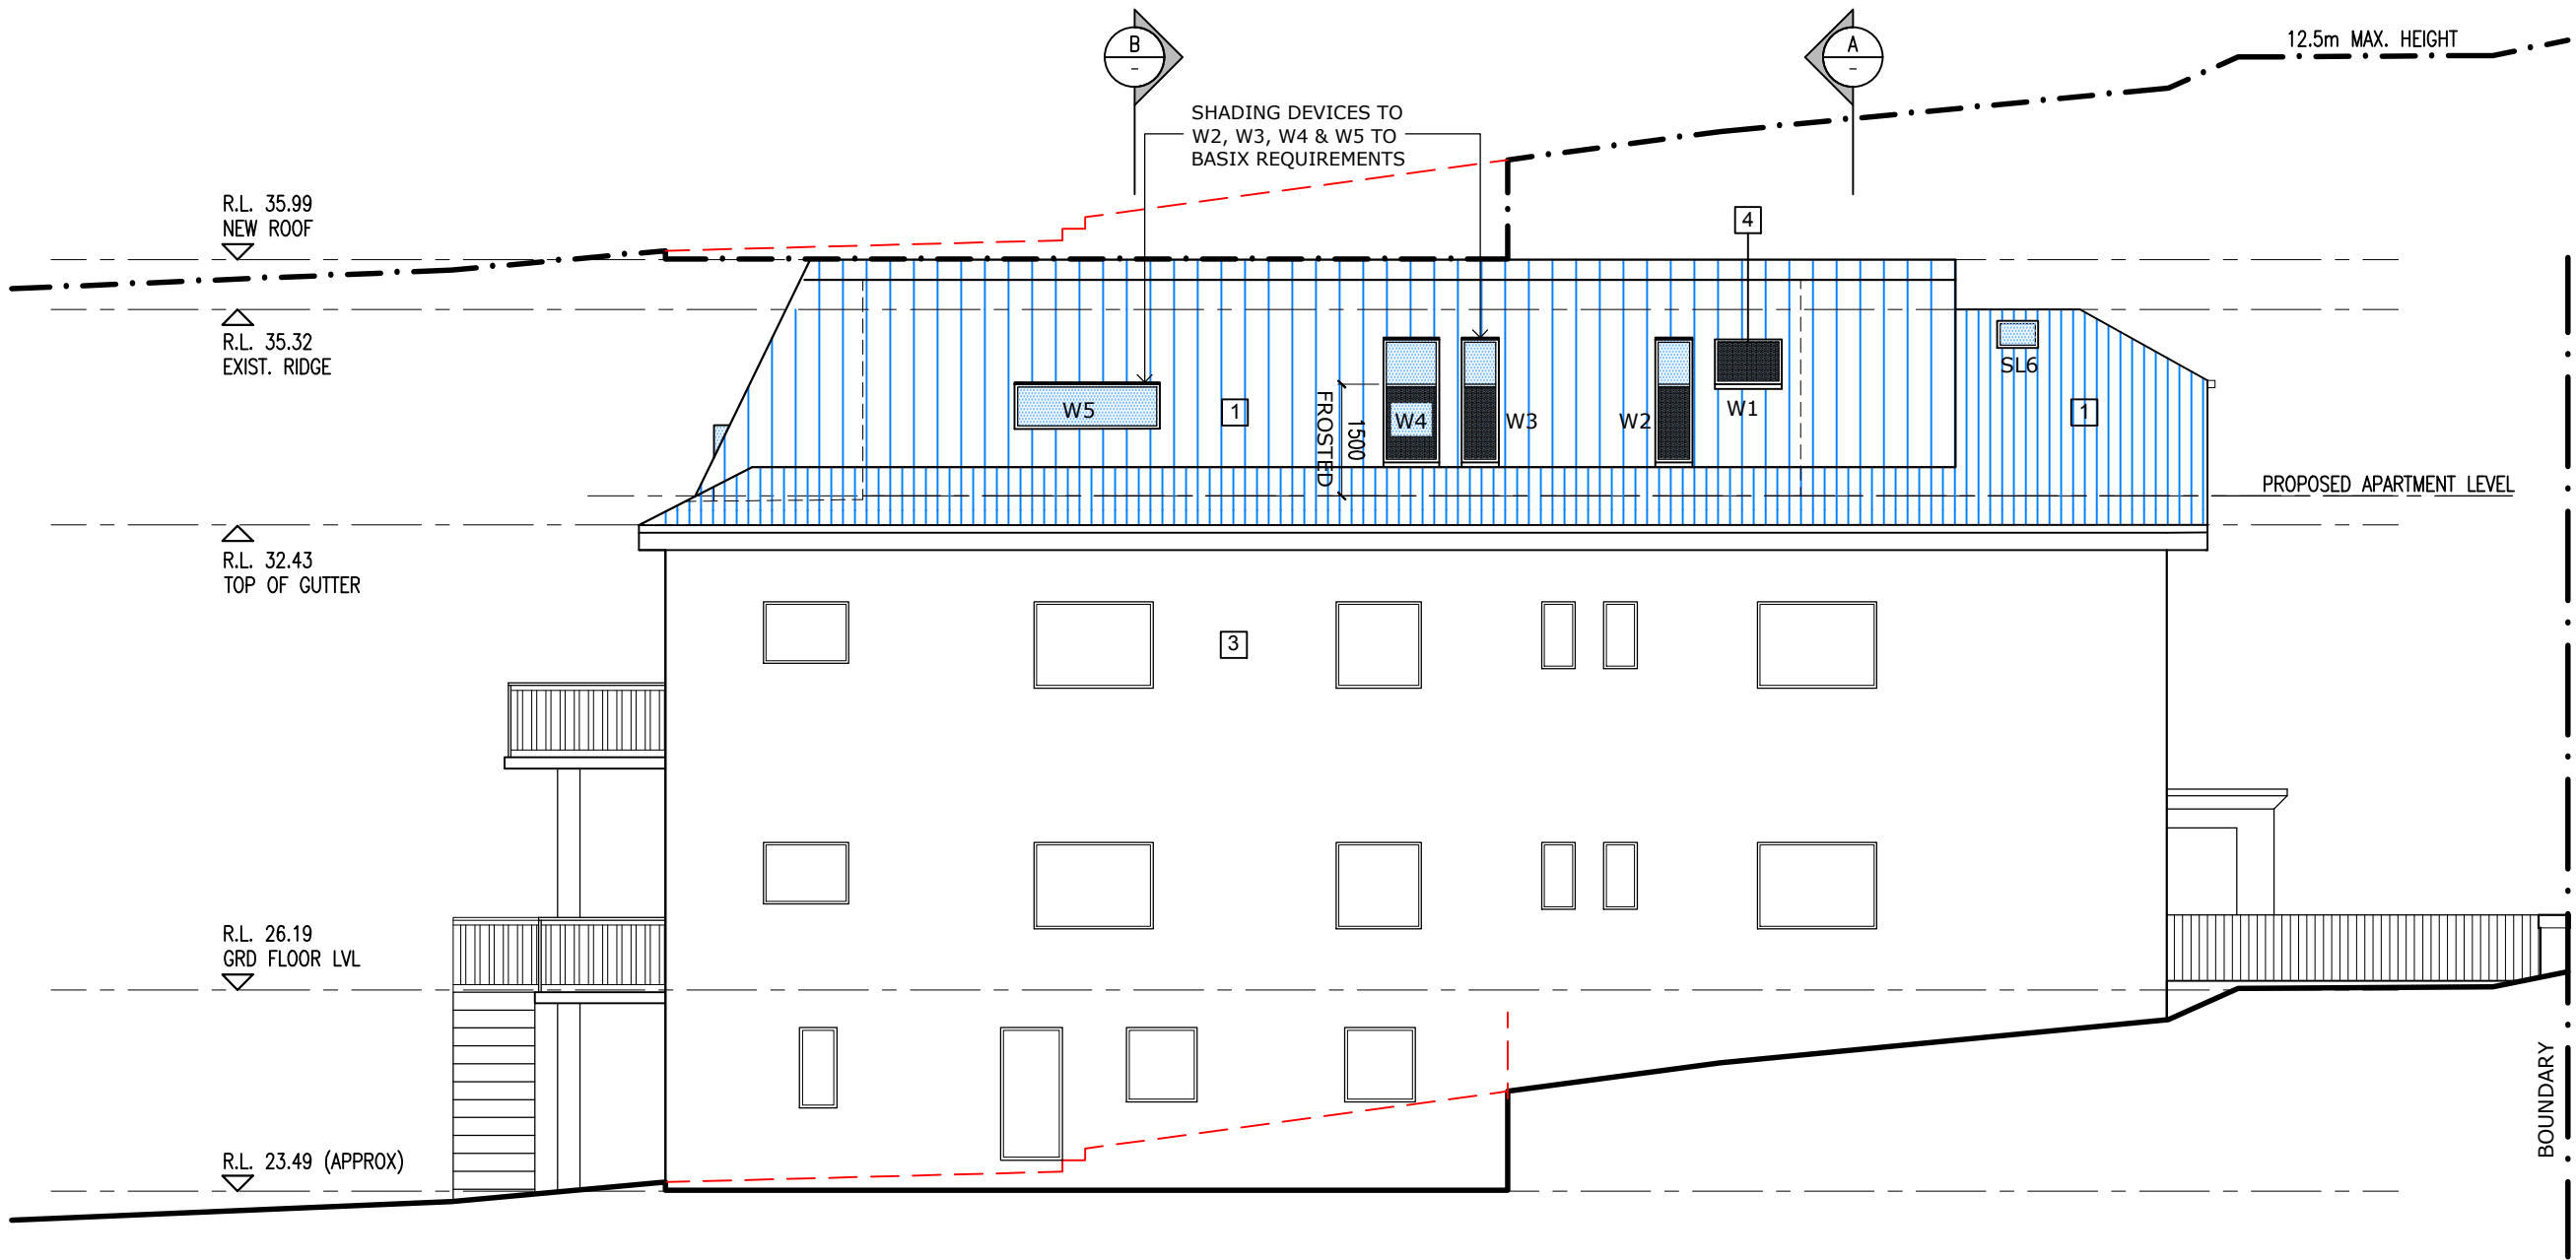 B
-
A
-
12.5m MAX. HEIGHT
SHADING DEVICES TO
W2, W3, W4 & W5 TO
BASIX REQUIREMENTS
R.L. 35.99
NEW ROOF
4
R.L. 35.32
EXIST. RIDGE
SL6
W5
1
FROSTED
1500
W4
W3
W2
W1
1
PROPOSED APARTMENT LEVEL
R.L. 32.43
TOP OF GUTTER
3
R.L. 26.19
GRD FLOOR LVL
BOUNDARY
R.L. 23.49 (APPROX)